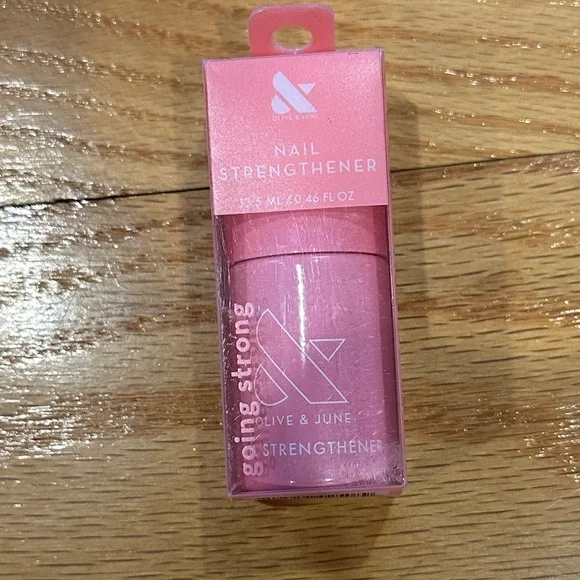 &
OLIVE & JUNE
NAIL
STRENGTHENER
13.5 ML / 0.46 FL OZ
going strong
&
OLIVE & JUNE
STRENGTHENER